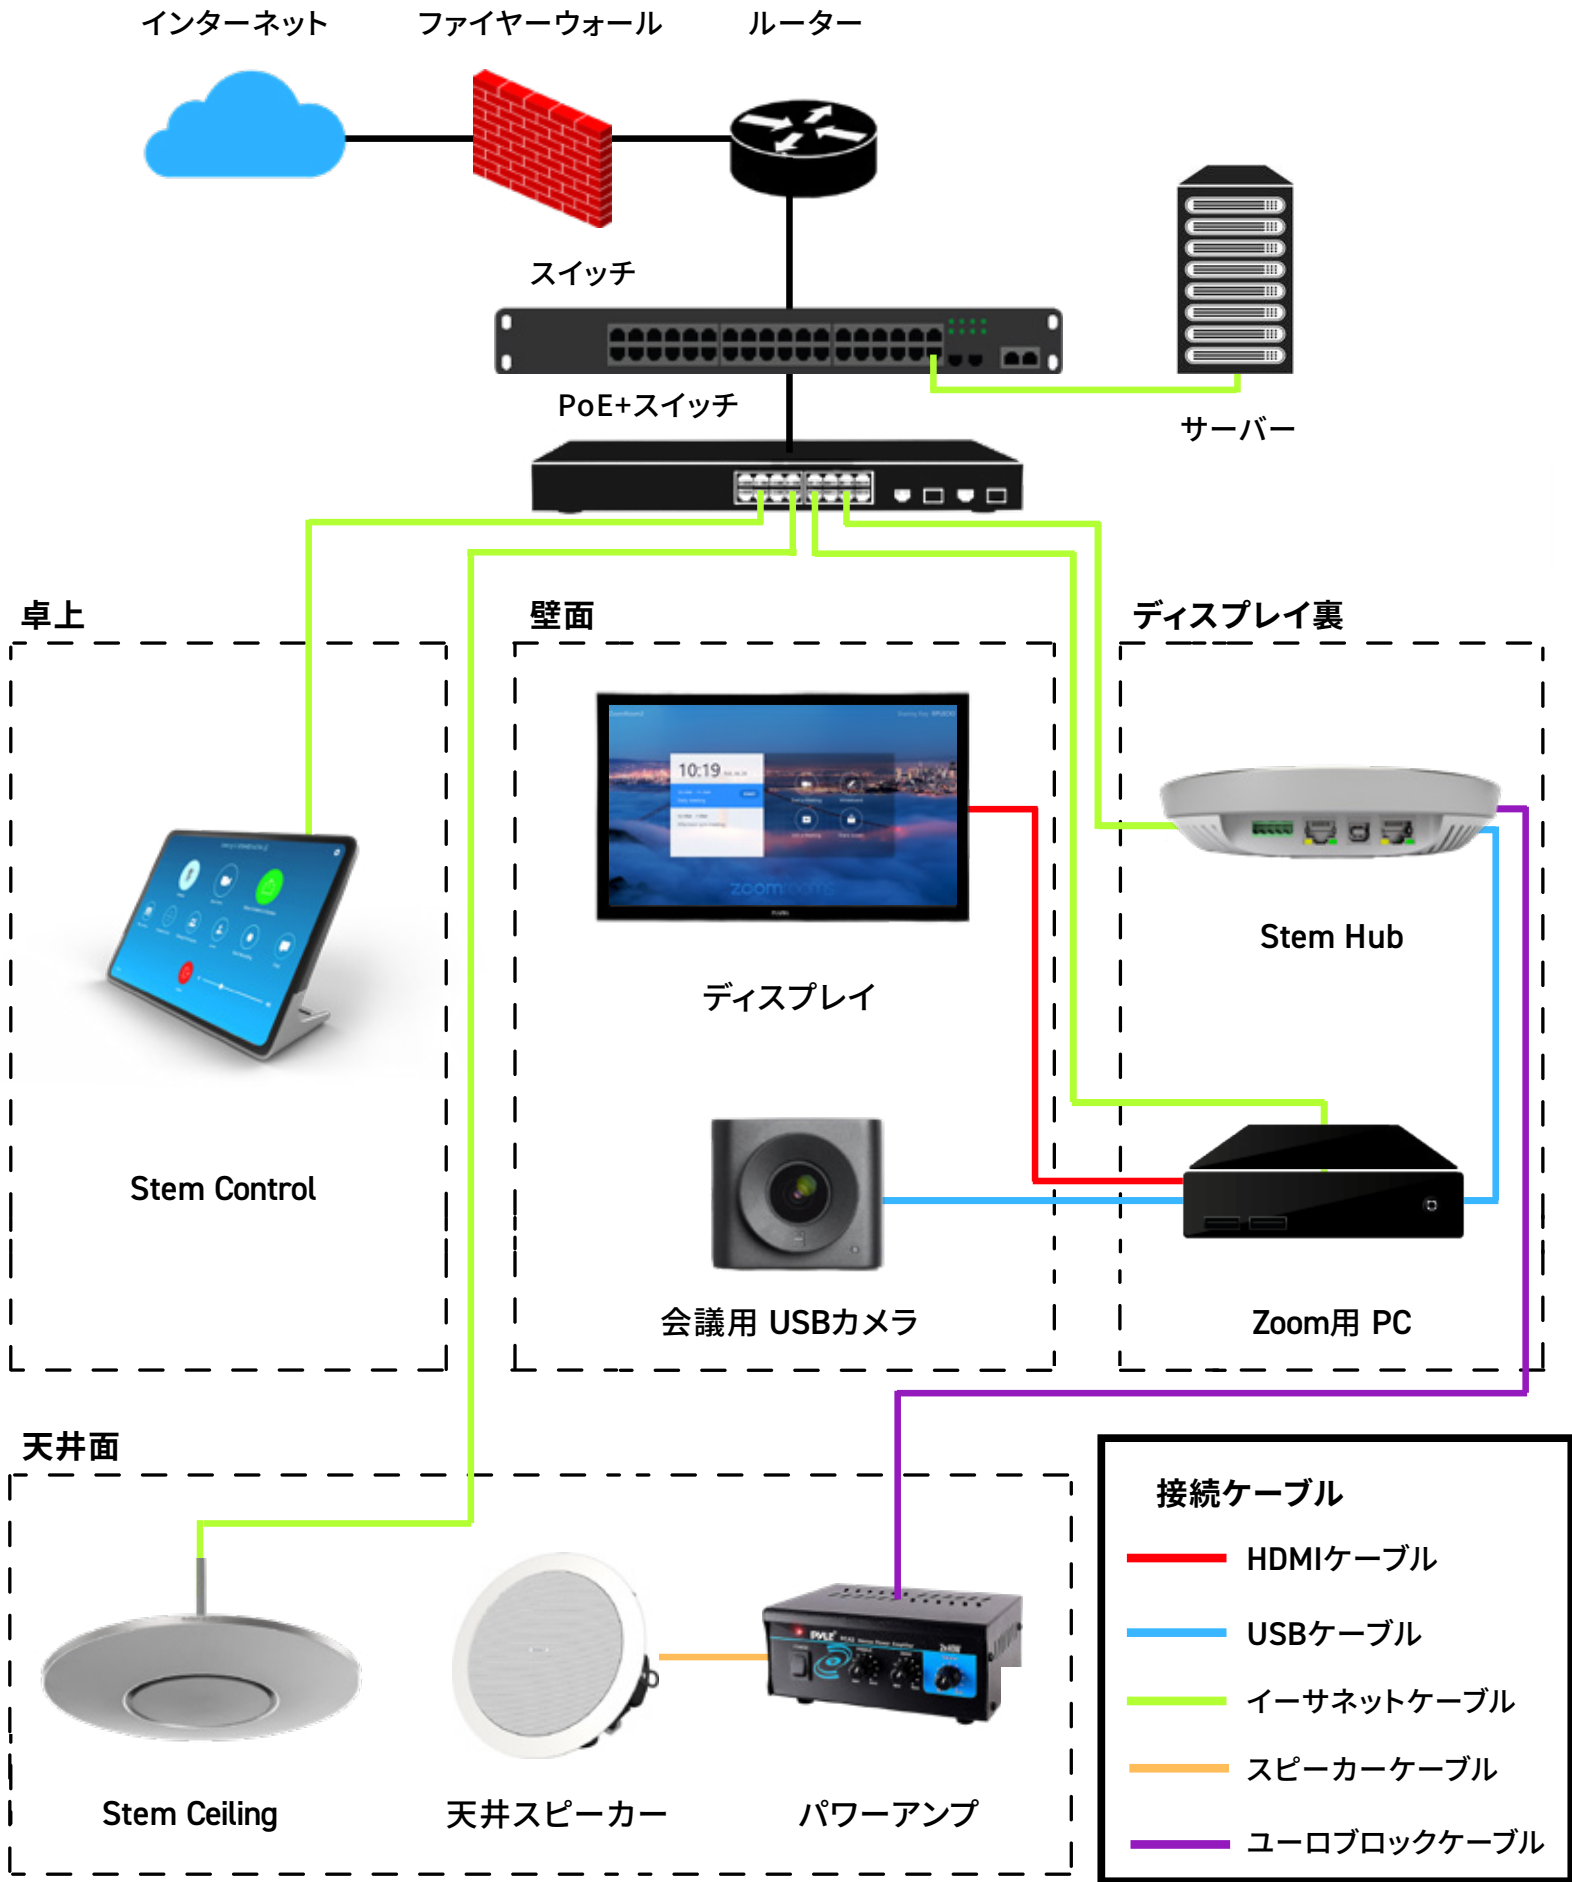 インターネット
ファイヤーウォール
ルーター
スイッチ
PoE+スイッチ
サーバー
卓上
壁面
ディスプレイ裏
10:19
zoomrooms
Stem Hub
ディスプレイ
Stem Control
会議用 USBカメラ
Zoom用 PC
天井面
PYLE
Stem Ceiling
天井スピーカー
パワーアンプ
接続ケーブル
HDMIケーブル
USBケーブル
イーサネットケーブル
スピーカーケーブル
ユーロブロックケーブル